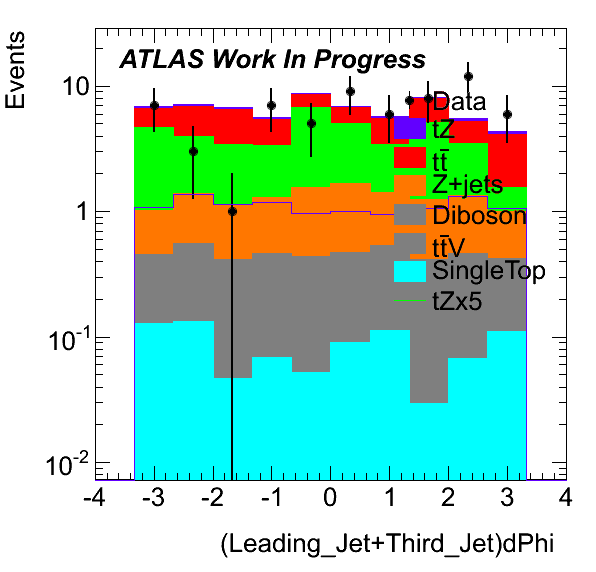 Events
ATLAS Work In Progress
10
1
10-1
10-2
Data
tZ
tt̄
Z+jets
Diboson
tt̄V
SingleTop
tZx5
-4 -3 -2 -1 0 1 2 3 4
(Leading_Jet+Third_Jet)dPhi